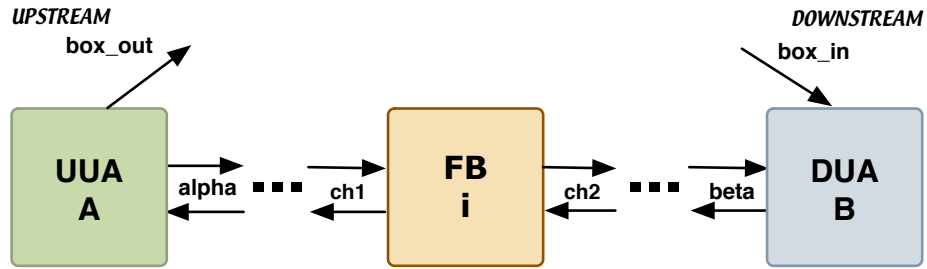 UPSTREAM
DOWNSTREAM
box_out
box_in
UUA
A
alpha
ch1
FB
i
ch2
beta
DUA
B